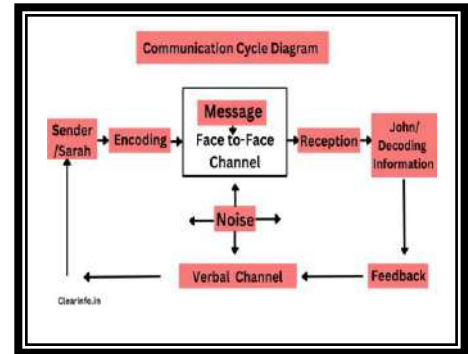 Communication Cycle Diagram
Message
Face to-Face
Channel
Sender
/Sarah
Encoding
Reception
John/
Decoding
Information
Noise
Verbal Channel
Feedback
Clearinfo.in